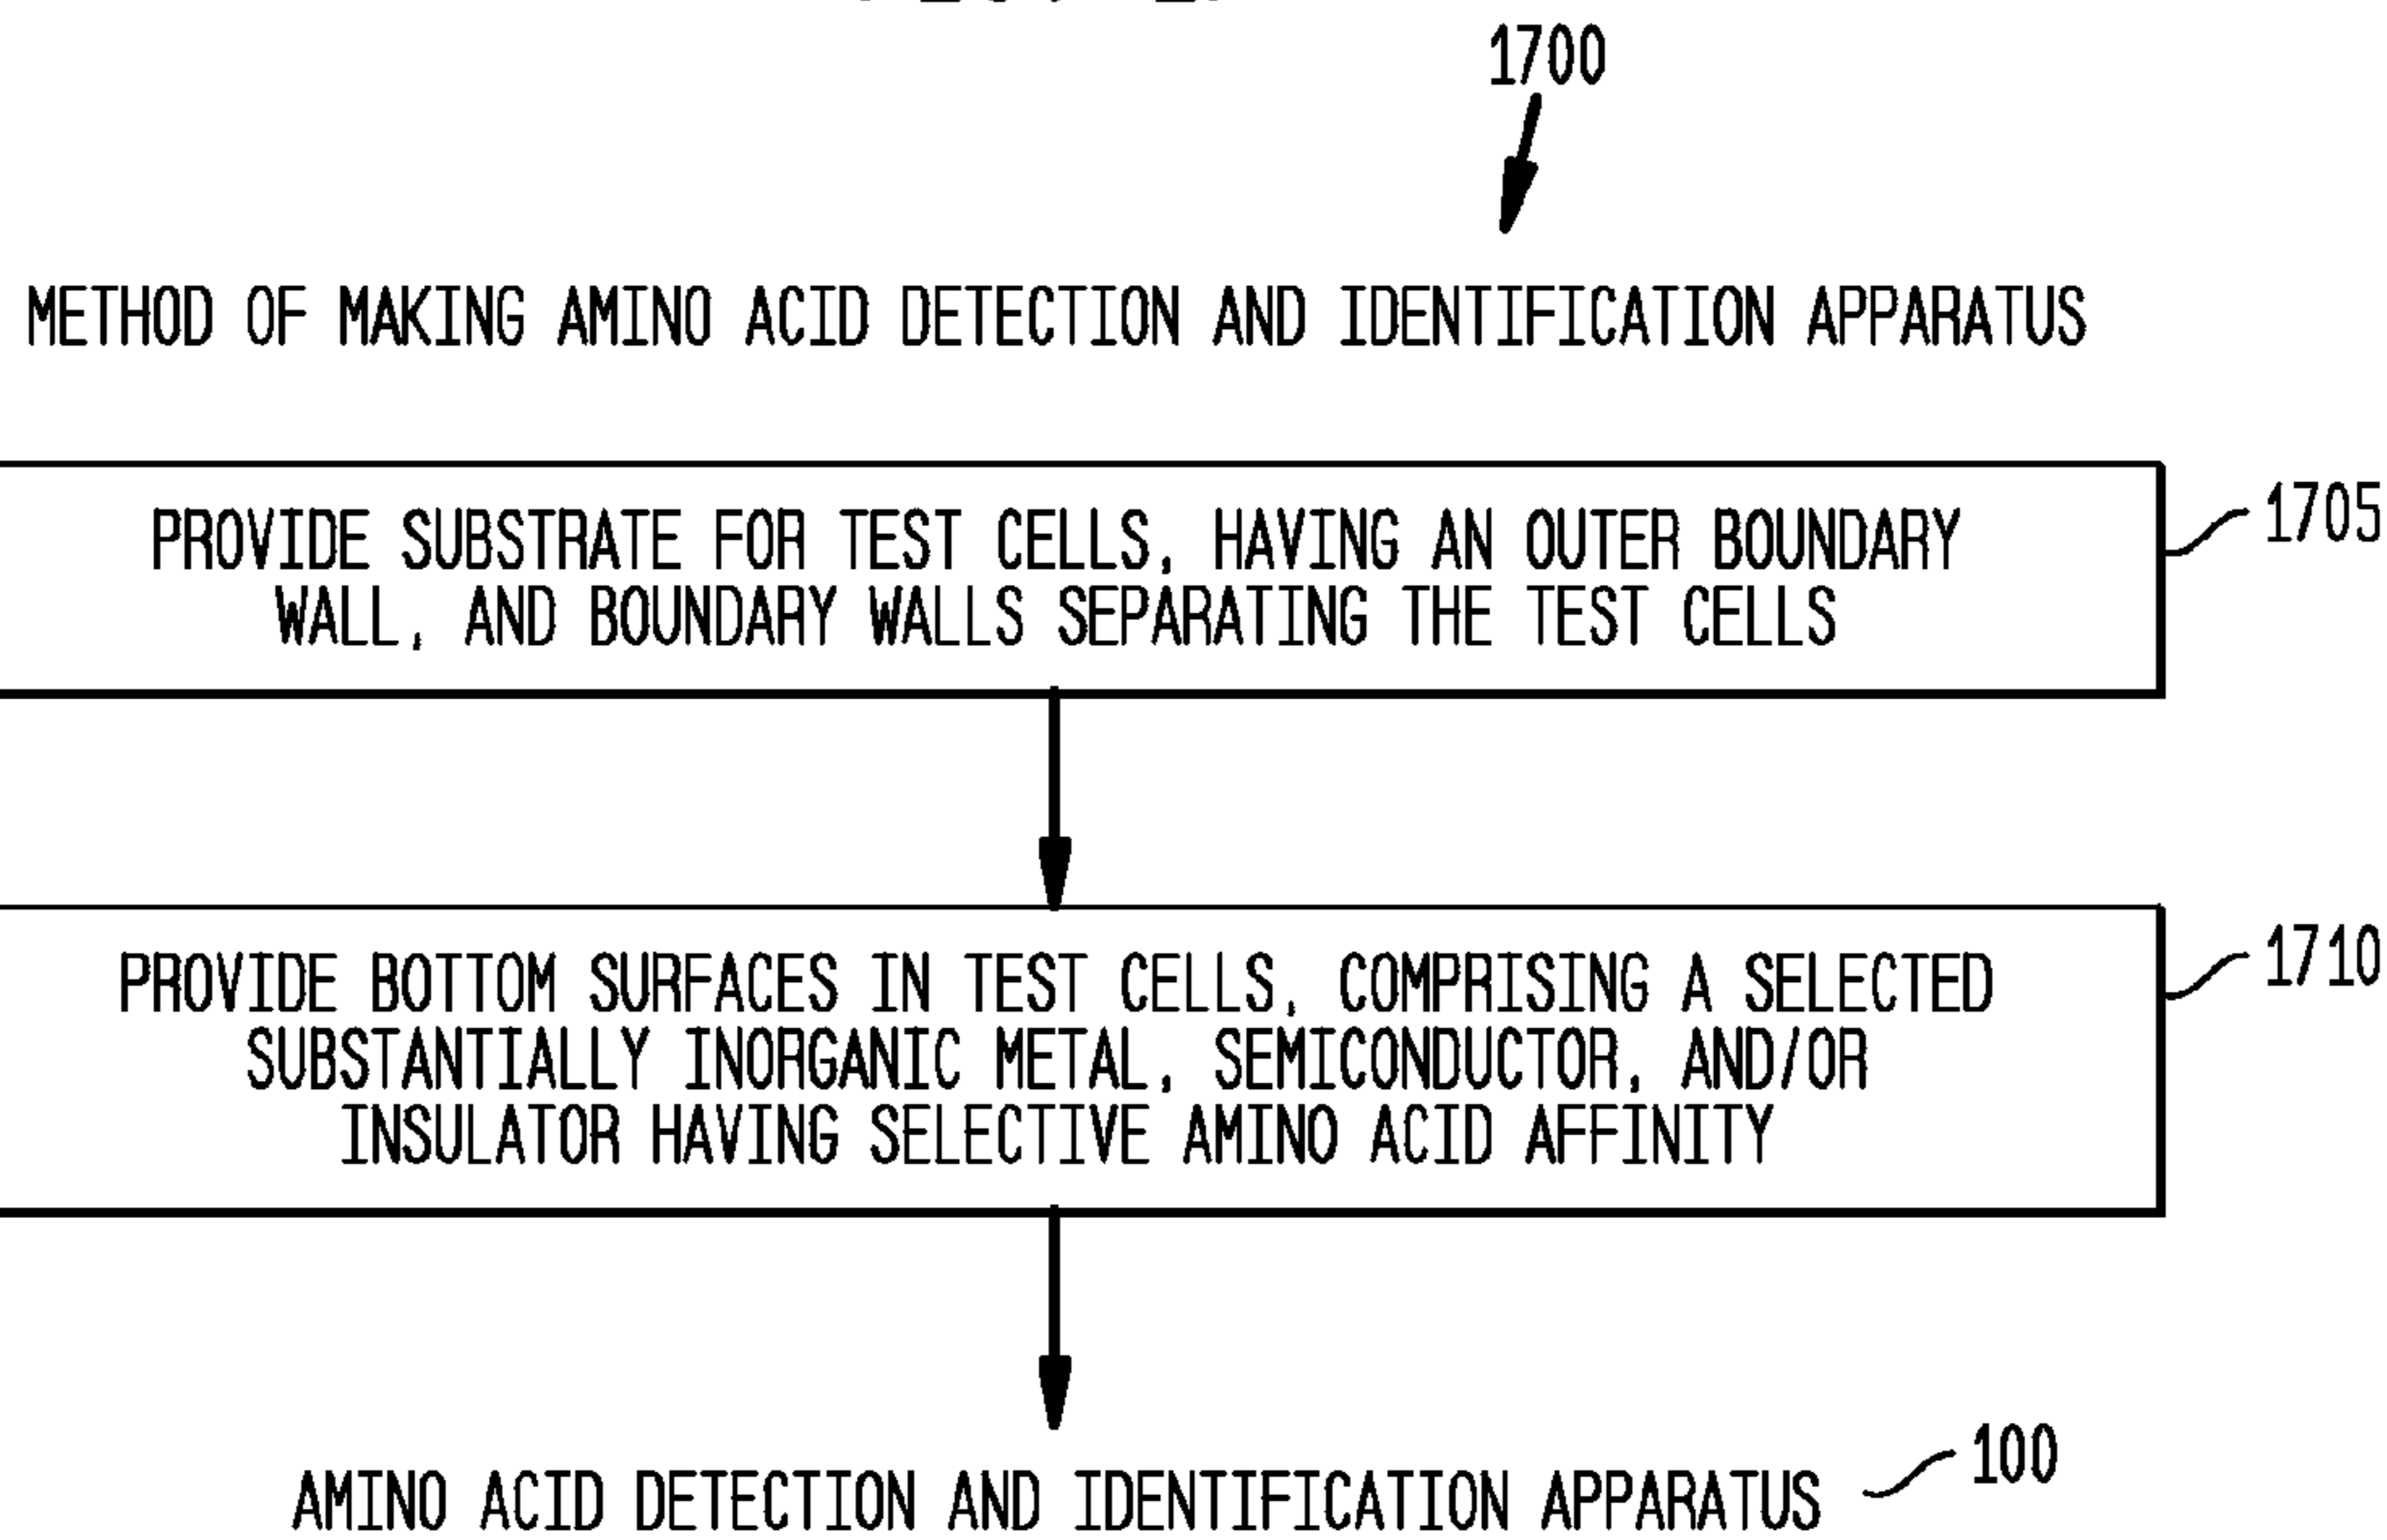 1700
METHOD OF MAKING AMINO ACID DETECTION AND IDENTIFICATION APPARATUS
PROVIDE SUBSTRATE FOR TEST CELLS, HAVING AN OUTER BOUNDARY
WALL, AND BOUNDARY WALLS SEPARATING THE TEST CELLS
1705
PROVIDE BOTTOM SURFACES IN TEST CELLS, COMPRISING A SELECTED
SUBSTANTIALLY INORGANIC METAL, SEMICONDUCTOR, AND/OR
INSULATOR HAVING SELECTIVE AMINO ACID AFFINITY
1710
AMINO ACID DETECTION AND IDENTIFICATION APPARATUS
100